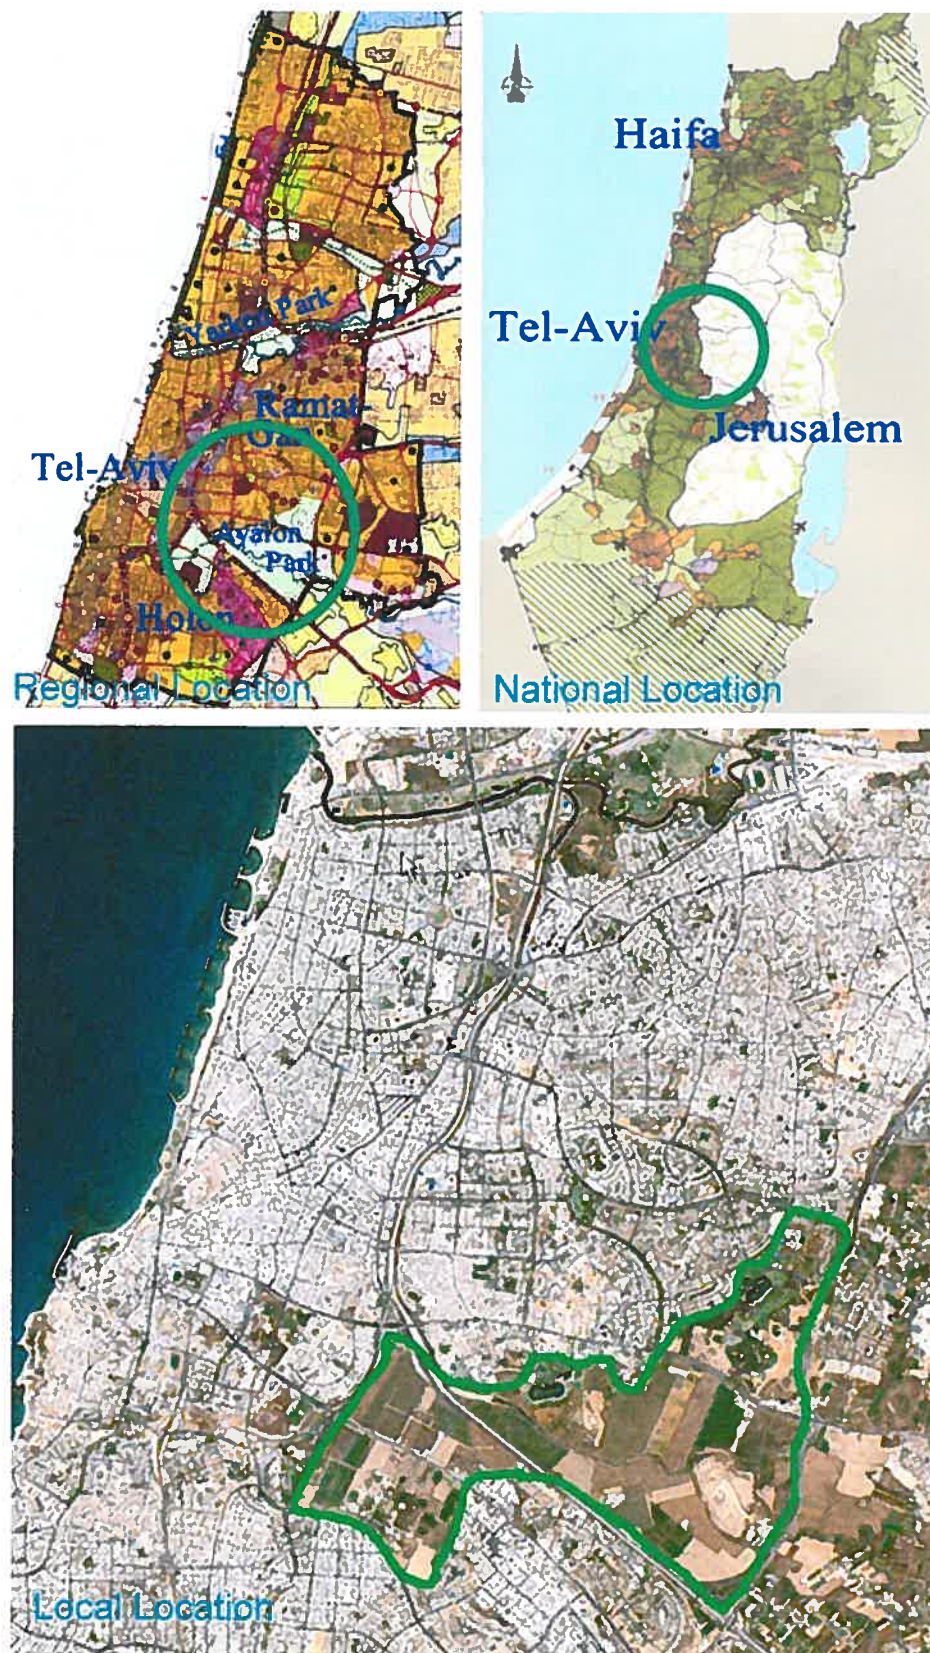 Yarkon Park
Ramat-
Gan
Tel-Aviv
Ayalon
Park
Holon
Regional Location
Haifa
Tel-Aviv
Jerusalem
National Location
Local Location